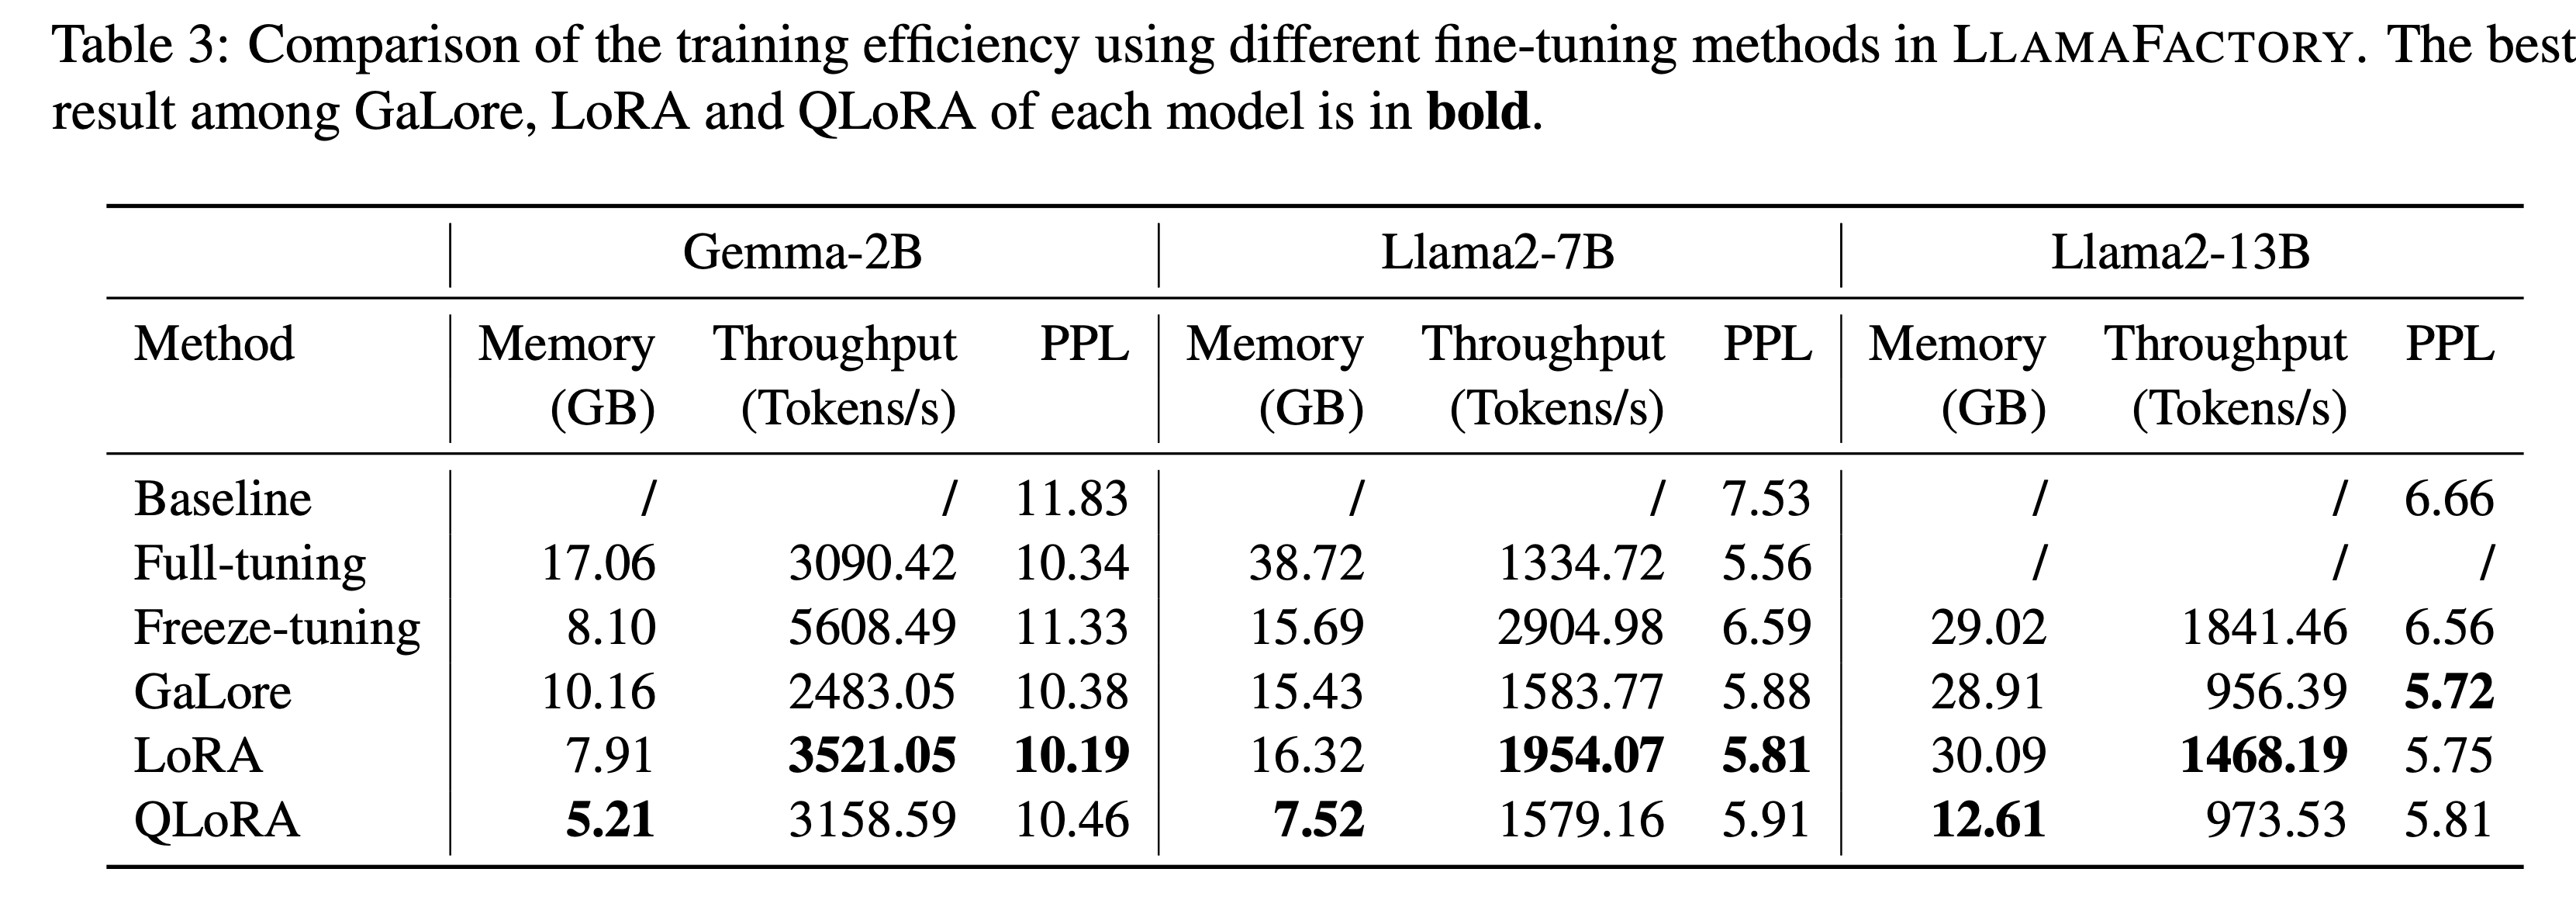 Table 3: Comparison of the training efficiency using different fine-tuning methods in LLAMAFACTORY. The best
result among GaLore, LoRA and QLoRA of each model is in bold.
Gemma-2B Llama2-7B Llama2-13B
Method Memory Throughput PPL Memory Throughput PPL Memory Throughput PPL
(GB) (Tokens/s) (GB) (Tokens/s) (GB) (Tokens/s)
Baseline / / 11.83 / / 7.53 / / 6.66
Full-tuning 17.06 3090.42 10.34 38.72 1334.72 5.56 / / /
Freeze-tuning 8.10 5608.49 11.33 15.69 2904.98 6.59 29.02 1841.46 6.56
GaLore 10.16 2483.05 10.38 15.43 1583.77 5.88 28.91 956.39 5.72
LoRA 7.91 3521.05 10.19 16.32 1954.07 5.81 30.09 1468.19 5.75
QLoRA 5.21 3158.59 10.46 7.52 1579.16 5.91 12.61 973.53 5.81